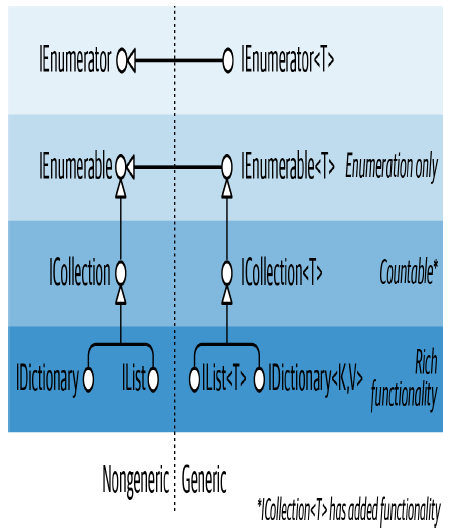 IEnumerator IEnumerator<T>
IEnumerable IEnumerable<T> Enumeration only
ICollection ICollection<T> Countable*
IDictionary IList IList<T> IDictionary<K,V> Rich
functionality
Nongeneric Generic
*ICollection<T> has added functionality